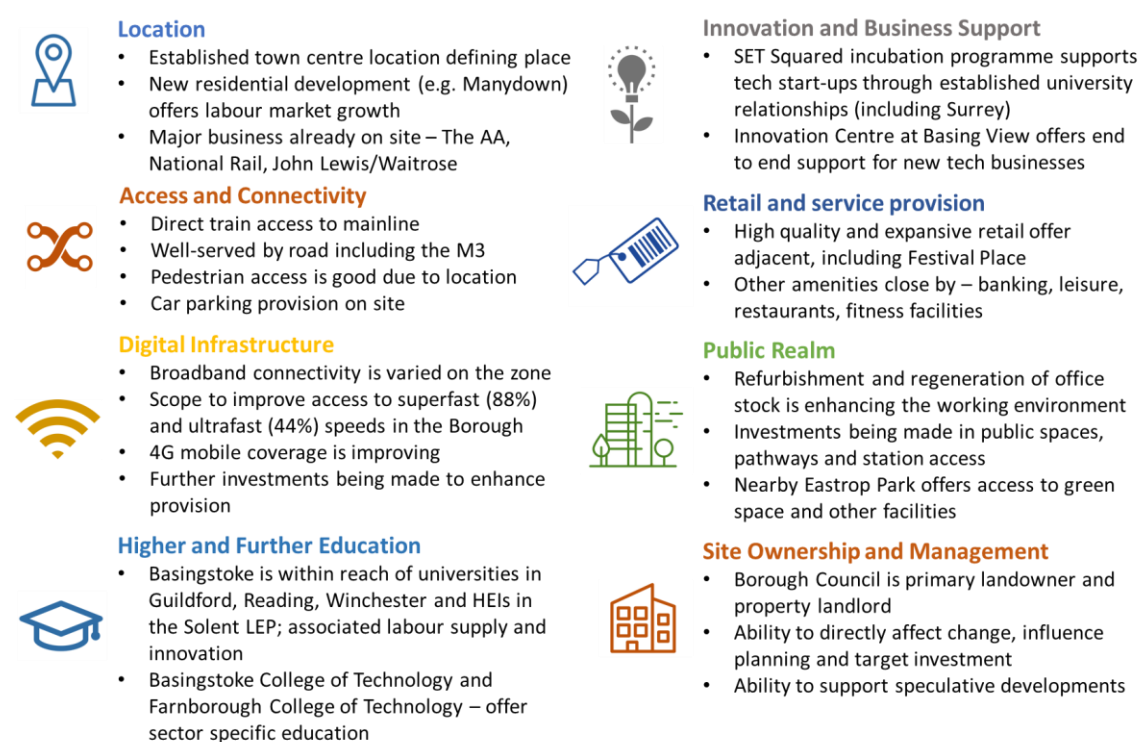 Location
• Established town centre location defining place
• New residential development (e.g. Manydown)
offers labour market growth
• Major business already on site – The AA,
National Rail, John Lewis/Waitrose
Access and Connectivity
• Direct train access to mainline
• Well-served by road including the M3
• Pedestrian access is good due to location
• Car parking provision on site
Digital Infrastructure
• Broadband connectivity is varied on the zone
• Scope to improve access to superfast (88%)
and ultrafast (44%) speeds in the Borough
• 4G mobile coverage is improving
• Further investments being made to enhance
provision
Higher and Further Education
• Basingstoke is within reach of universities in
Guildford, Reading, Winchester and HEIs in
the Solent LEP; associated labour supply and
innovation
• Basingstoke College of Technology and
Farnborough College of Technology – offer
sector specific education
Innovation and Business Support
• SET Squared incubation programme supports
tech start-ups through established university
relationships (including Surrey)
• Innovation Centre at Basing View offers end
to end support for new tech businesses
Retail and service provision
• High quality and expansive retail offer
adjacent, including Festival Place
• Other amenities close by – banking, leisure,
restaurants, fitness facilities
Public Realm
• Refurbishment and regeneration of office
stock is enhancing the working environment
• Investments being made in public spaces,
pathways and station access
• Nearby Eastrop Park offers access to green
space and other facilities
Site Ownership and Management
• Borough Council is primary landowner and
property landlord
• Ability to directly affect change, influence
planning and target investment
• Ability to support speculative developments